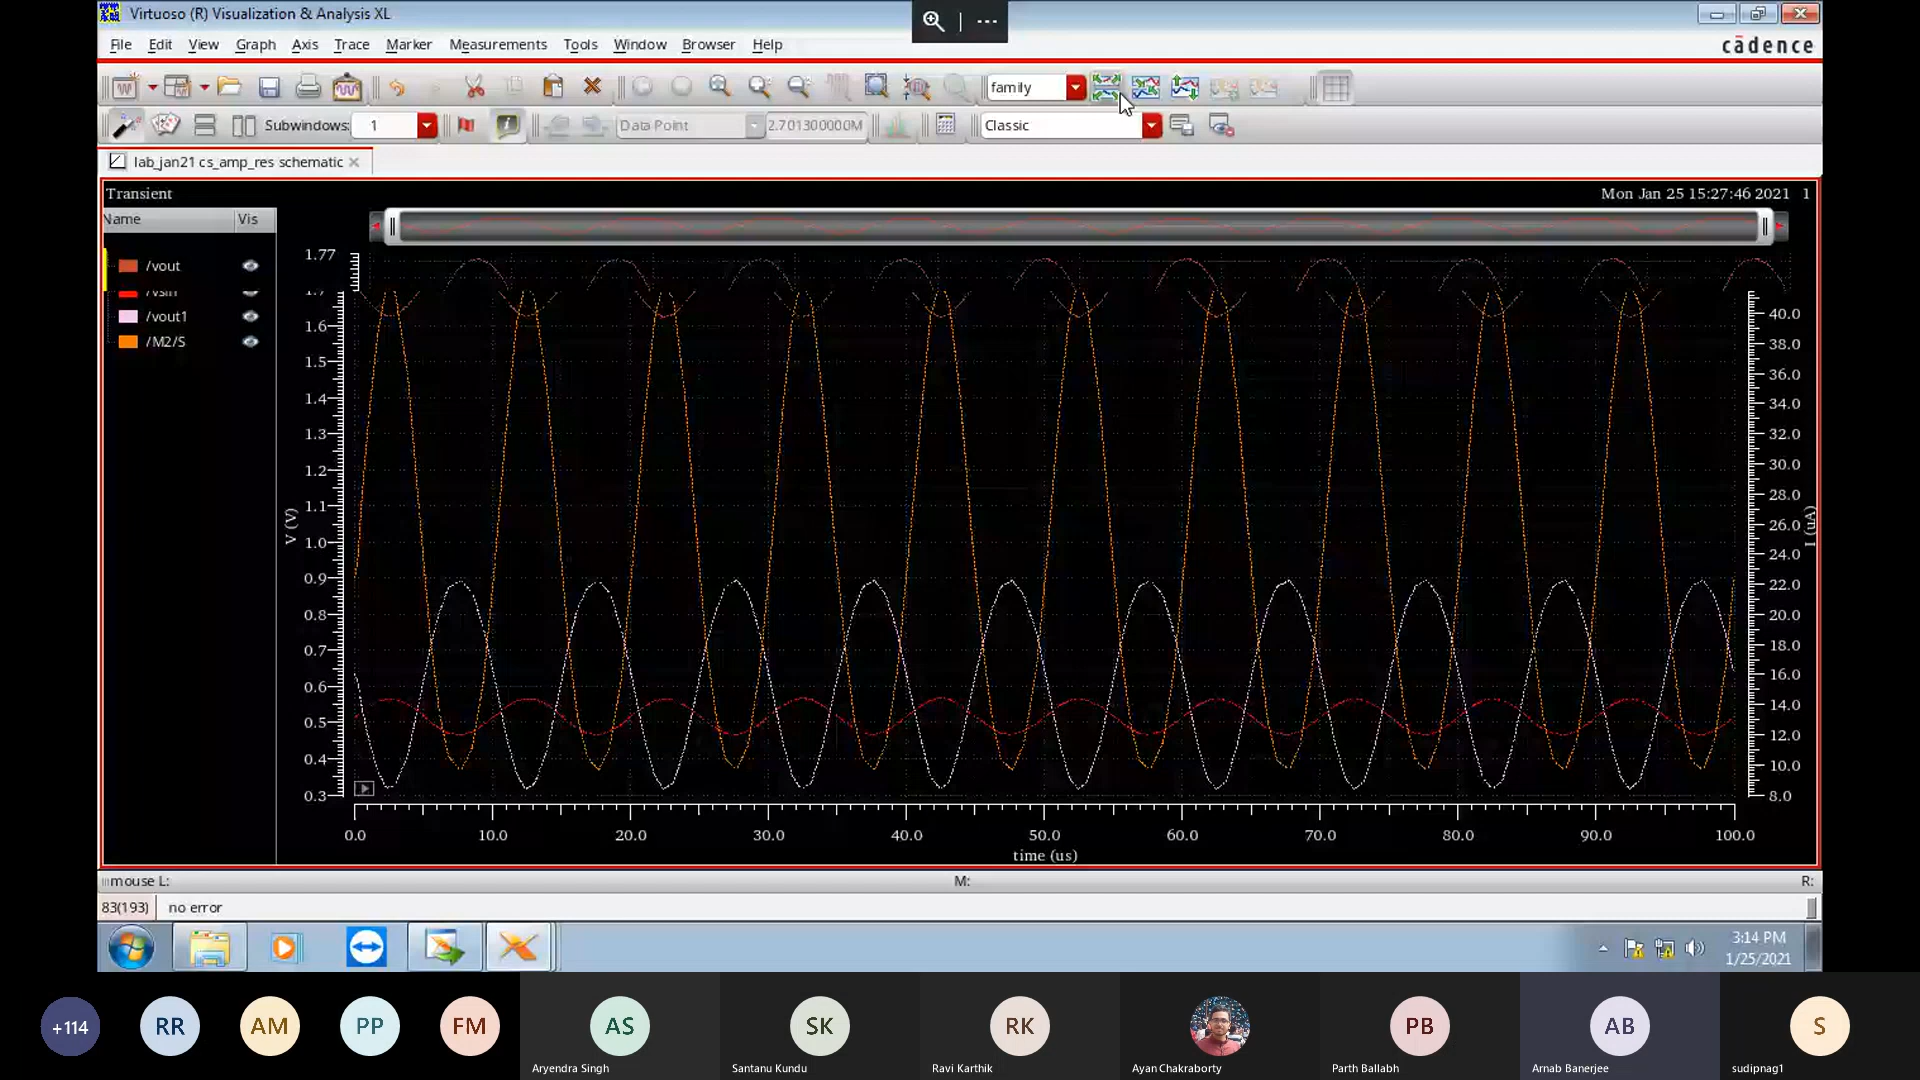 Virtuoso (R) Visualization & Analysis XL
File Edit View Graph Axis Trace Marker Measurements Tools Window Browser Help
cādence
family
Subwindows: 1
Data Point
2.701300000M
Classic
lab_jan21 cs_amp_res schematic
Transient
Mon Jan 25 15:27:46 2021 1
Name Vis
/vout
/vsin
/vout1
/M2/S
1.77
1.7
1.6
1.5
1.4
1.3
1.2
1.1
1.0
0.9
0.8
0.7
0.6
0.5
0.4
0.3
V (V)
40.0
38.0
36.0
34.0
32.0
30.0
28.0
26.0
24.0
22.0
20.0
18.0
16.0
14.0
12.0
10.0
8.0
I (uA)
0.0 10.0 20.0 30.0 40.0 50.0 60.0 70.0 80.0 90.0 100.0
time (us)
mouse L: M: R:
83(193) no error
3:14 PM
1/25/2021
+114 RR AM PP FM AS SK RK PB AB S
Aryendra Singh Santanu Kundu Ravi Karthik Ayan Chakraborty Parth Ballabh Arnab Banerjee sudipnag1